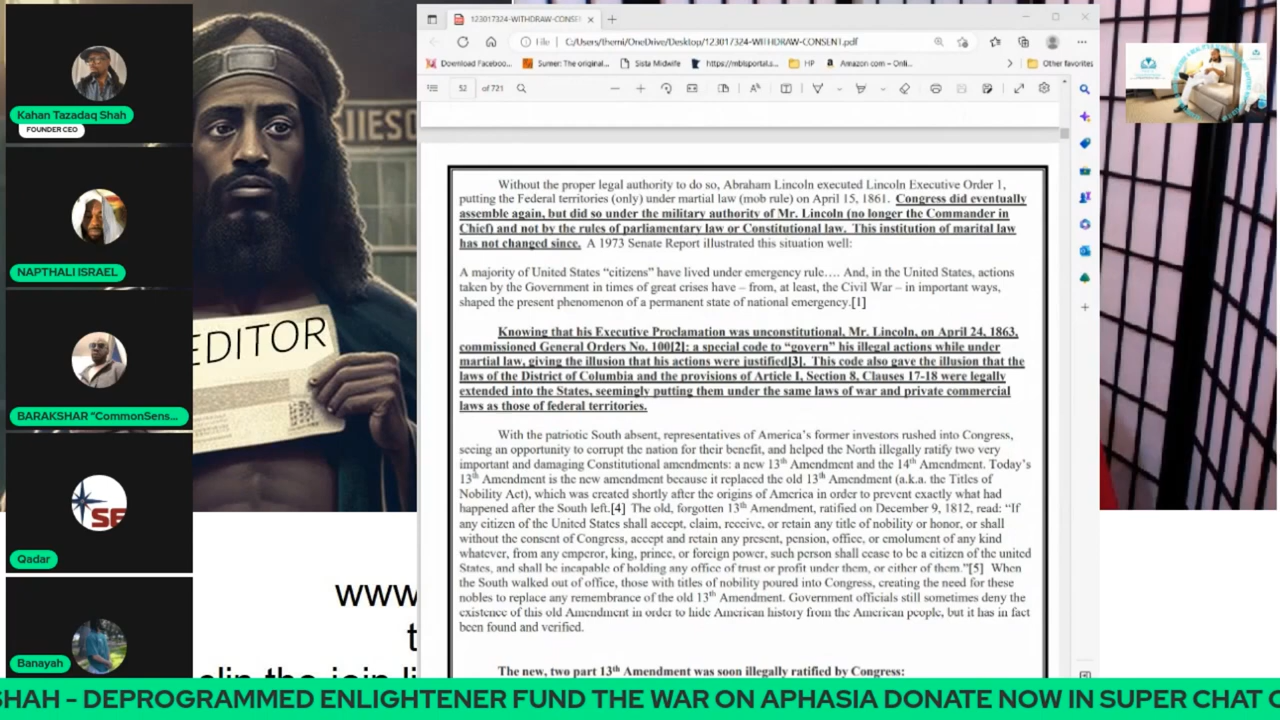 Kahan Tazadaq Shah
FOUNDER CEO
NAPTHALI ISRAEL
BARAKSHAR "CommonSens...
Qadar
SE
Banayah
EDITOR
www
123017324-WITHDRAW-CONSE
File
C:/Users/themi/OneDrive/Desktop/123017324-WITHDRAW-CONSENT.pdf
Download Faceboo...
Sumer: The original...
Sista Midwife
https://mblsportal.s...
HP
Amazon.com – Onli...
Other favorites
52 of 721
Without the proper legal authority to do so, Abraham Lincoln executed Lincoln Executive Order 1,
putting the Federal territories (only) under martial law (mob rule) on April 15, 1861. Congress did eventually
assemble again, but did so under the military authority of Mr. Lincoln (no longer the Commander in
Chief) and not by the rules of parliamentary law or Constitutional law. This institution of marital law
has not changed since. A 1973 Senate Report illustrated this situation well:
A majority of United States “citizens” have lived under emergency rule…. And, in the United States, actions
taken by the Government in times of great crises have – from, at least, the Civil War – in important ways,
shaped the present phenomenon of a permanent state of national emergency.[1]
Knowing that his Executive Proclamation was unconstitutional, Mr. Lincoln, on April 24, 1863,
commissioned General Orders No. 100[2]; a special code to “govern” his illegal actions while under
martial law, giving the illusion that his actions were justified[3]. This code also gave the illusion that the
laws of the District of Columbia and the provisions of Article I, Section 8, Clauses 17-18 were legally
extended into the States, seemingly putting them under the same laws of war and private commercial
laws as those of federal territories.
With the patriotic South absent, representatives of America’s former investors rushed into Congress,
seeing an opportunity to corrupt the nation for their benefit, and helped the North illegally ratify two very
important and damaging Constitutional amendments: a new 13th Amendment and the 14th Amendment. Today’s
13th Amendment is the new amendment because it replaced the old 13th Amendment (a.k.a. the Titles of
Nobility Act), which was created shortly after the origins of America in order to prevent exactly what had
happened after the South left.[4] The old, forgotten 13th Amendment, ratified on December 9, 1812, read: “If
any citizen of the United States shall accept, claim, receive, or retain any title of nobility or honor, or shall
without the consent of Congress, accept and retain any present, pension, office, or emolument of any kind
whatever, from any emperor, king, prince, or foreign power, such person shall cease to be a citizen of the united
States, and shall be incapable of holding any office of trust or profit under them, or either of them.”[5] When
the South walked out of office, those with titles of nobility poured into Congress, creating the need for these
nobles to replace any remembrance of the old 13th Amendment. Government officials still sometimes deny the
existence of this old Amendment in order to hide American history from the American people, but it has in fact
been found and verified.
The new, two part 13th Amendment was soon illegally ratified by Congress:
SHAH - DEPROGRAMMED ENLIGHTENER FUND THE WAR ON APHASIA DONATE NOW IN SUPER CHAT